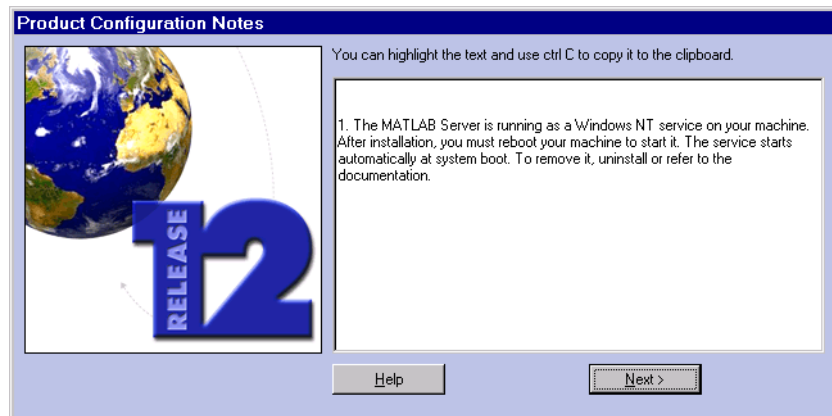 Product Configuration Notes
You can highlight the text and use ctrl C to copy it to the clipboard.
1. The MATLAB Server is running as a Windows NT service on your machine.
After installation, you must reboot your machine to start it. The service starts
automatically at system boot. To remove it, uninstall or refer to the
documentation.
RELEASE
12
Help
Next >